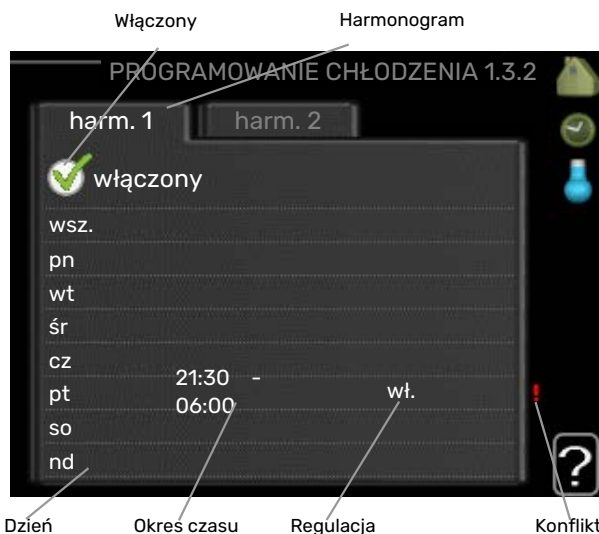 Włączony
Harmonogram
PROGRAMOWANIE CHŁODZENIA 1.3.2
harm. 1
harm. 2
włączony
wsz.
pn
wt
śr
cz
pt
21:30 -
06:00
wł.
!
so
nd
?
Dzień
Okres czasu
Regulacja
Konflikt